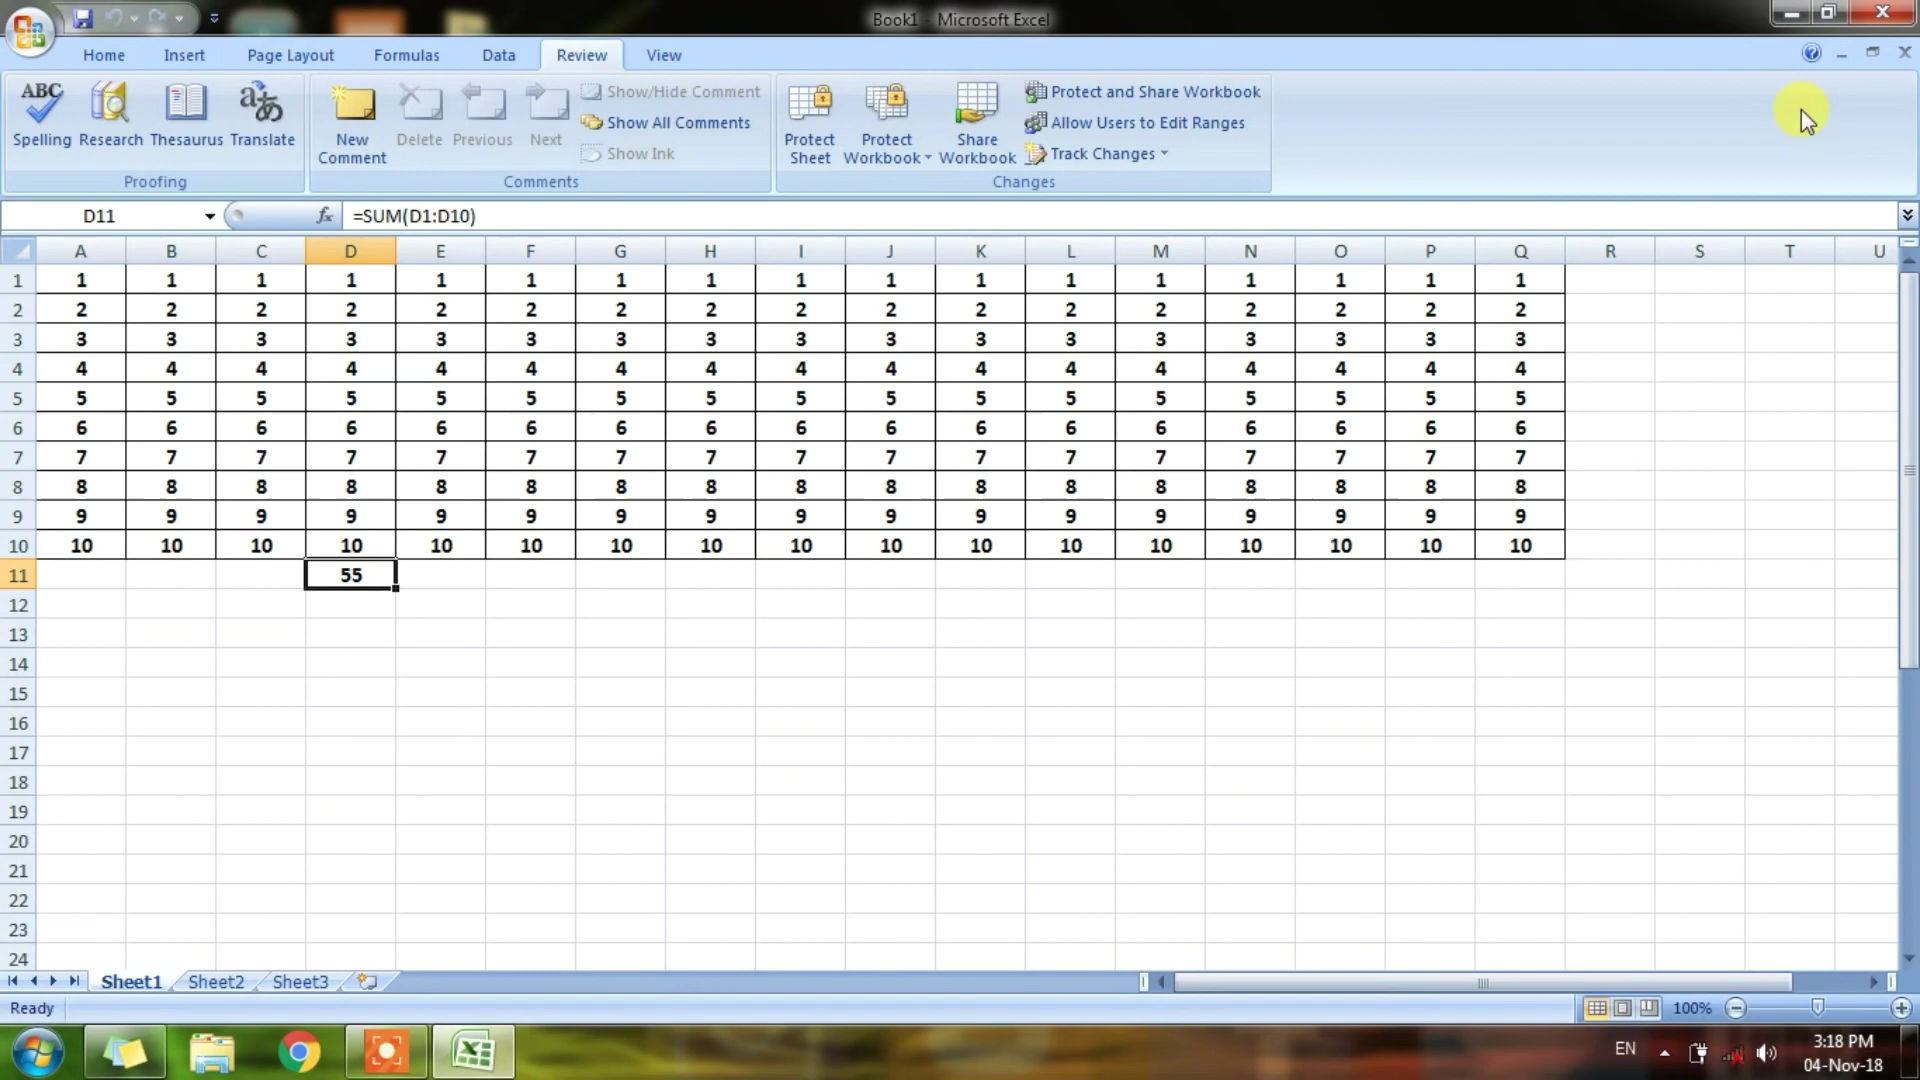 Book1 - Microsoft Excel
Home Insert Page Layout Formulas Data Review View
ABC
Spelling Research Thesaurus Translate
Proofing
New Comment Delete Previous Next
Show/Hide Comment
Show All Comments
Show Ink
Comments
Protect Sheet Protect Workbook Share Workbook
Protect and Share Workbook
Allow Users to Edit Ranges
Track Changes
Changes
D11 fx =SUM(D1:D10)
A B C D E F G H I J K L M N O P Q R S T U
1 1 1 1 1 1 1 1 1 1 1 1 1 1 1 1 1 1
2 2 2 2 2 2 2 2 2 2 2 2 2 2 2 2 2 2
3 3 3 3 3 3 3 3 3 3 3 3 3 3 3 3 3 3
4 4 4 4 4 4 4 4 4 4 4 4 4 4 4 4 4 4
5 5 5 5 5 5 5 5 5 5 5 5 5 5 5 5 5 5
6 6 6 6 6 6 6 6 6 6 6 6 6 6 6 6 6 6
7 7 7 7 7 7 7 7 7 7 7 7 7 7 7 7 7 7
8 8 8 8 8 8 8 8 8 8 8 8 8 8 8 8 8 8
9 9 9 9 9 9 9 9 9 9 9 9 9 9 9 9 9 9
10 10 10 10 10 10 10 10 10 10 10 10 10 10 10 10 10 10
11 55
12
13
14
15
16
17
18
19
20
21
22
23
24
Sheet1 Sheet2 Sheet3
Ready 100%
EN 3:18 PM
04-Nov-18